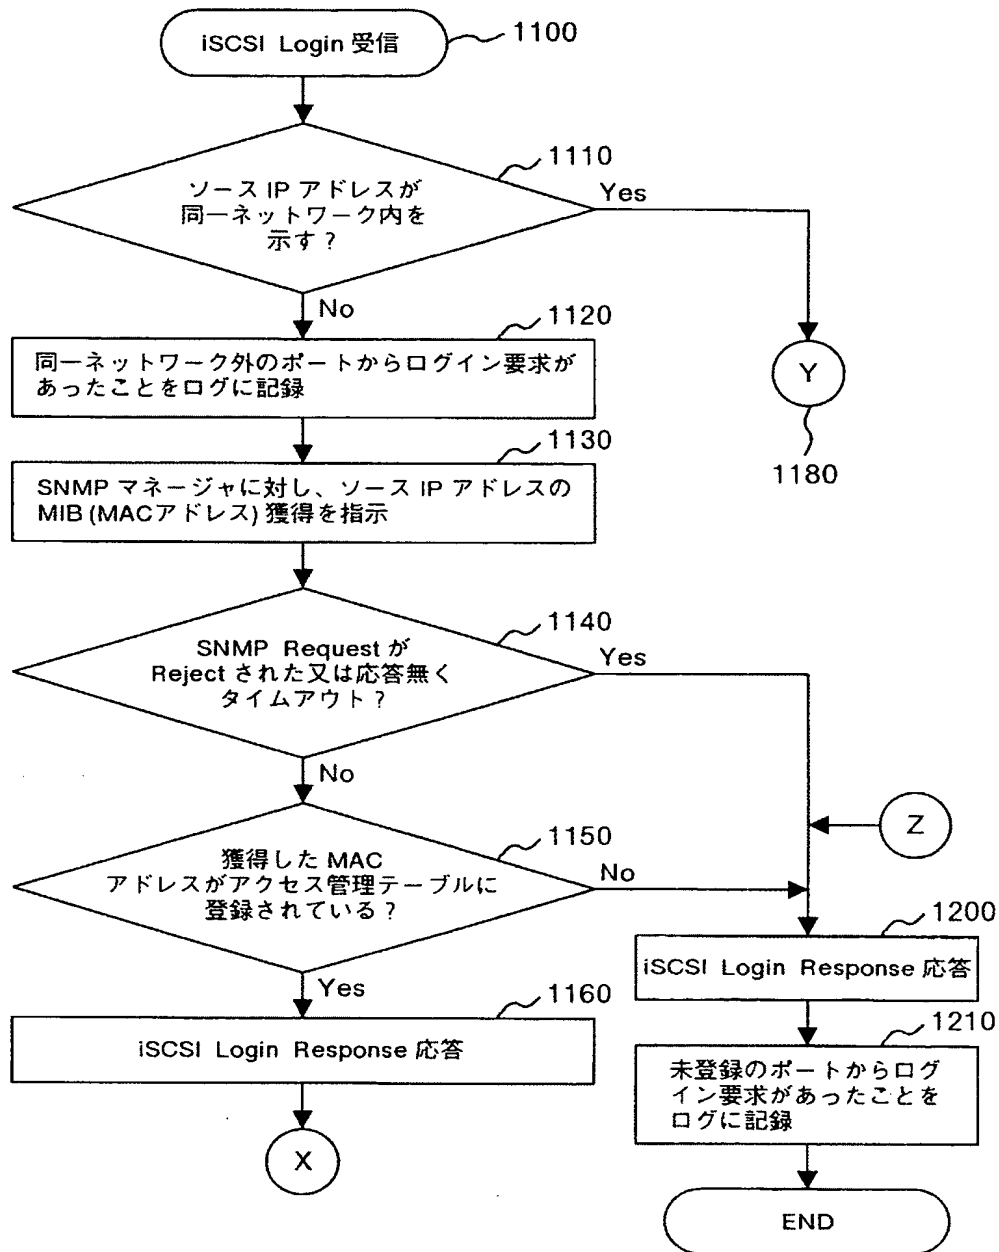 iSCSI Login 受信
1100
1110
ソース IP アドレスが
同一ネットワーク内を
示す?
Yes
No
1120
同一ネットワーク外のポートからログイン要求が
あったことをログに記録
Y
1180
1130
SNMP マネージャに対し、ソース IP アドレスの
MIB (MACアドレス) 獲得を指示
1140
SNMP Request が
Reject された又は応答無く
タイムアウト?
Yes
No
Z
1150
獲得した MAC
アドレスがアクセス管理テーブルに
登録されている?
No
Yes
1160
iSCSI Login Response 応答
X
1200
iSCSI Login Response 応答
1210
未登録のポートからログ
イン要求があったことを
ログに記録
END